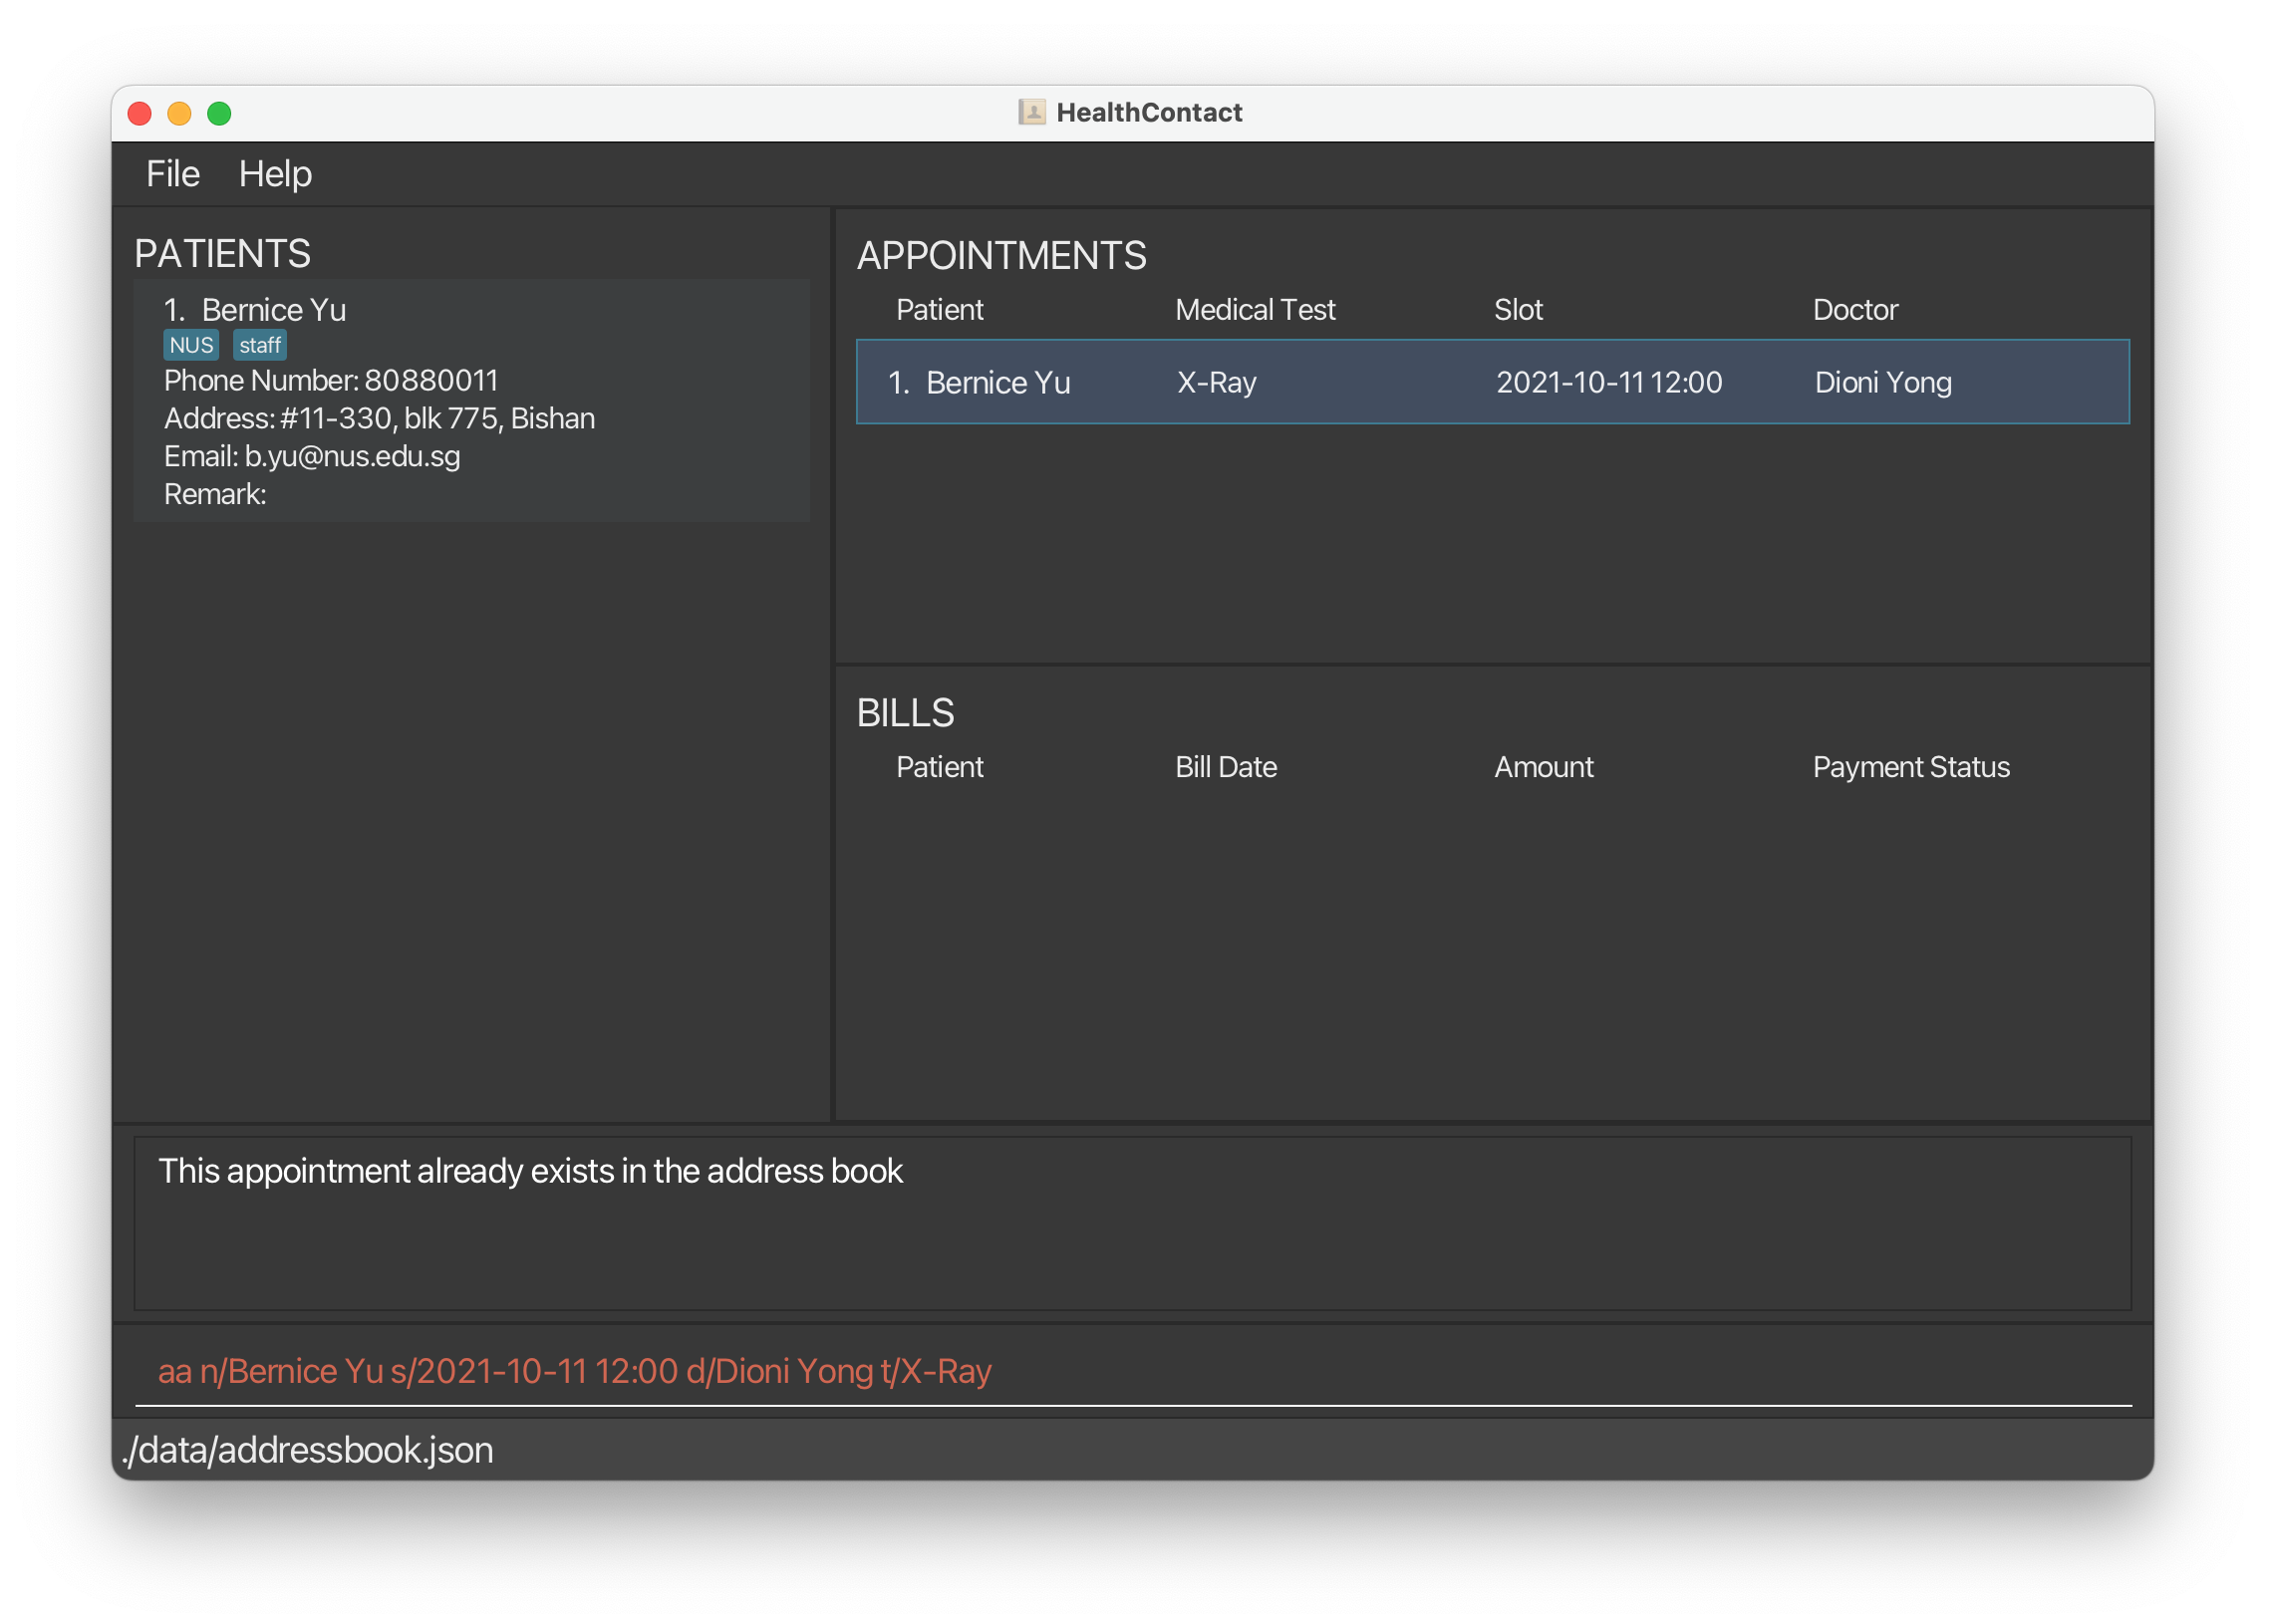 HealthContact
File Help
PATIENTS
1. Bernice Yu
NUS staff
Phone Number: 80880011
Address: #11-330, blk 775, Bishan
Email: b.yu@nus.edu.sg
Remark:
APPOINTMENTS
Patient Medical Test Slot Doctor
1. Bernice Yu X-Ray 2021-10-11 12:00 Dioni Yong
BILLS
Patient Bill Date Amount Payment Status
This appointment already exists in the address book
aa n/Bernice Yu s/2021-10-11 12:00 d/Dioni Yong t/X-Ray
./data/addressbook.json